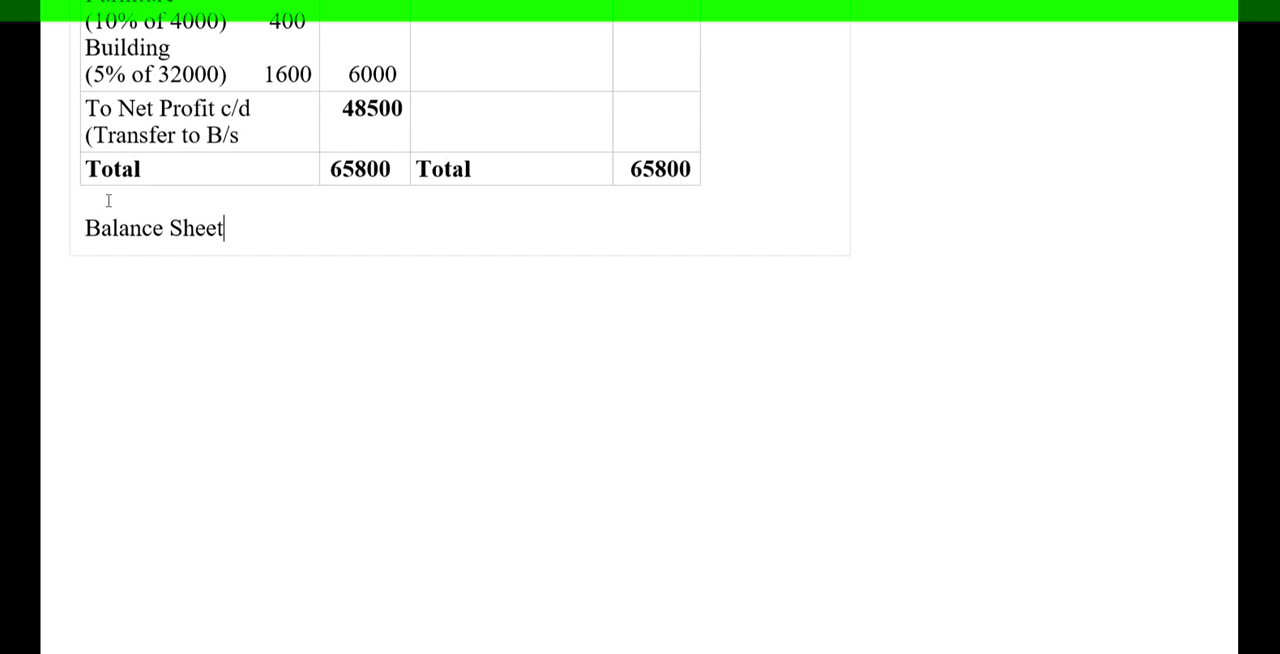 (10% of 4000) 400
Building
(5% of 32000) 1600 6000
To Net Profit c/d 48500
(Transfer to B/s
Total 65800 Total 65800
Balance Sheet